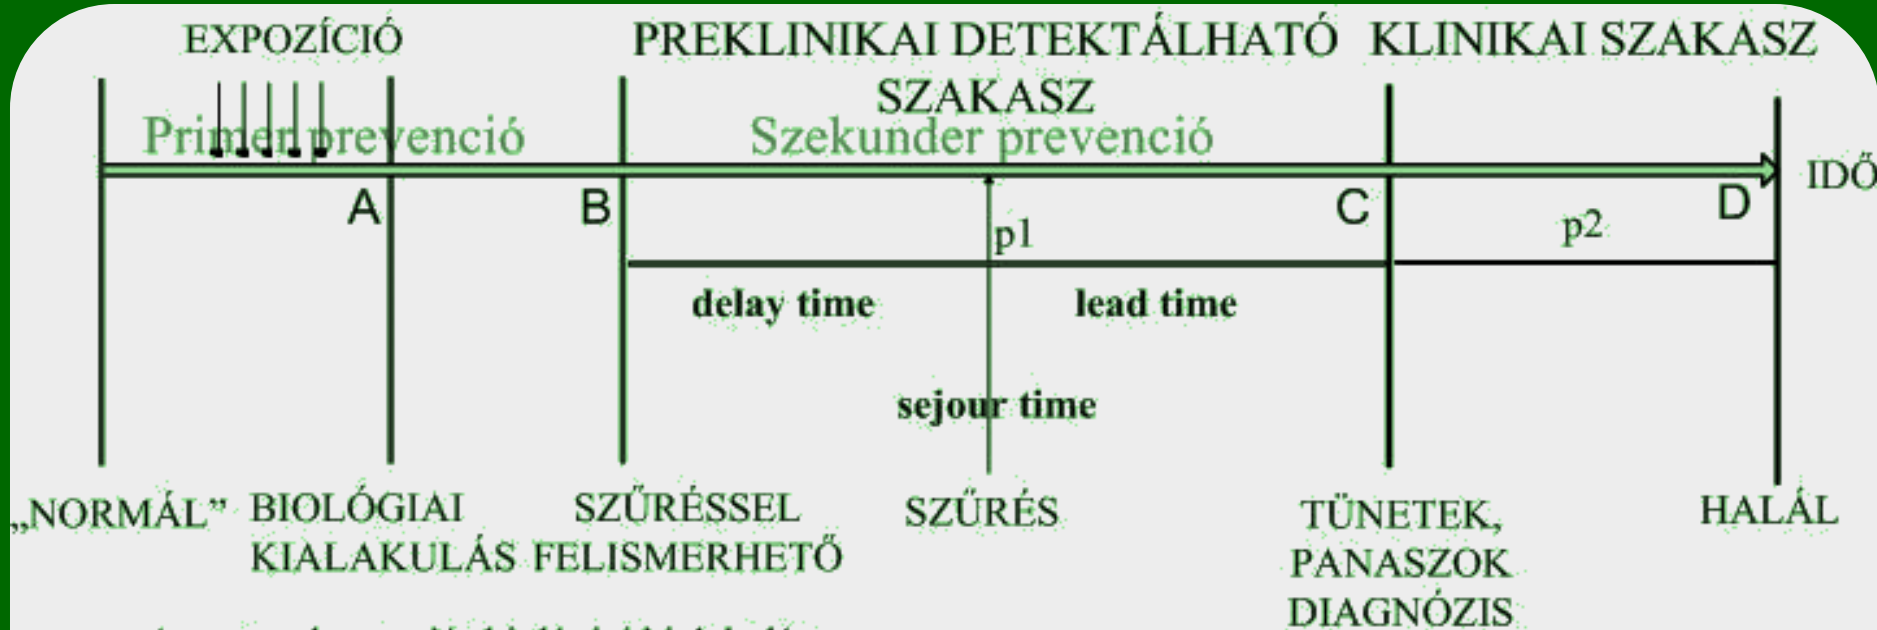 EXPOZÍCIÓ
PREKLINIKAI DETEKTÁLHATÓ
SZAKASZ
KLINIKAI SZAKASZ
Primer prevenció
Szekunder prevenció
IDŐ
A
B
C
D
p1
p2
delay time
lead time
sejour time
„NORMÁL”
BIOLÓGIAI
KIALAKULÁS
SZŰRÉSSEL
FELISMERHETŐ
SZŰRÉS
TÜNETEK,
PANASZOK
DIAGNÓZIS
HALÁL